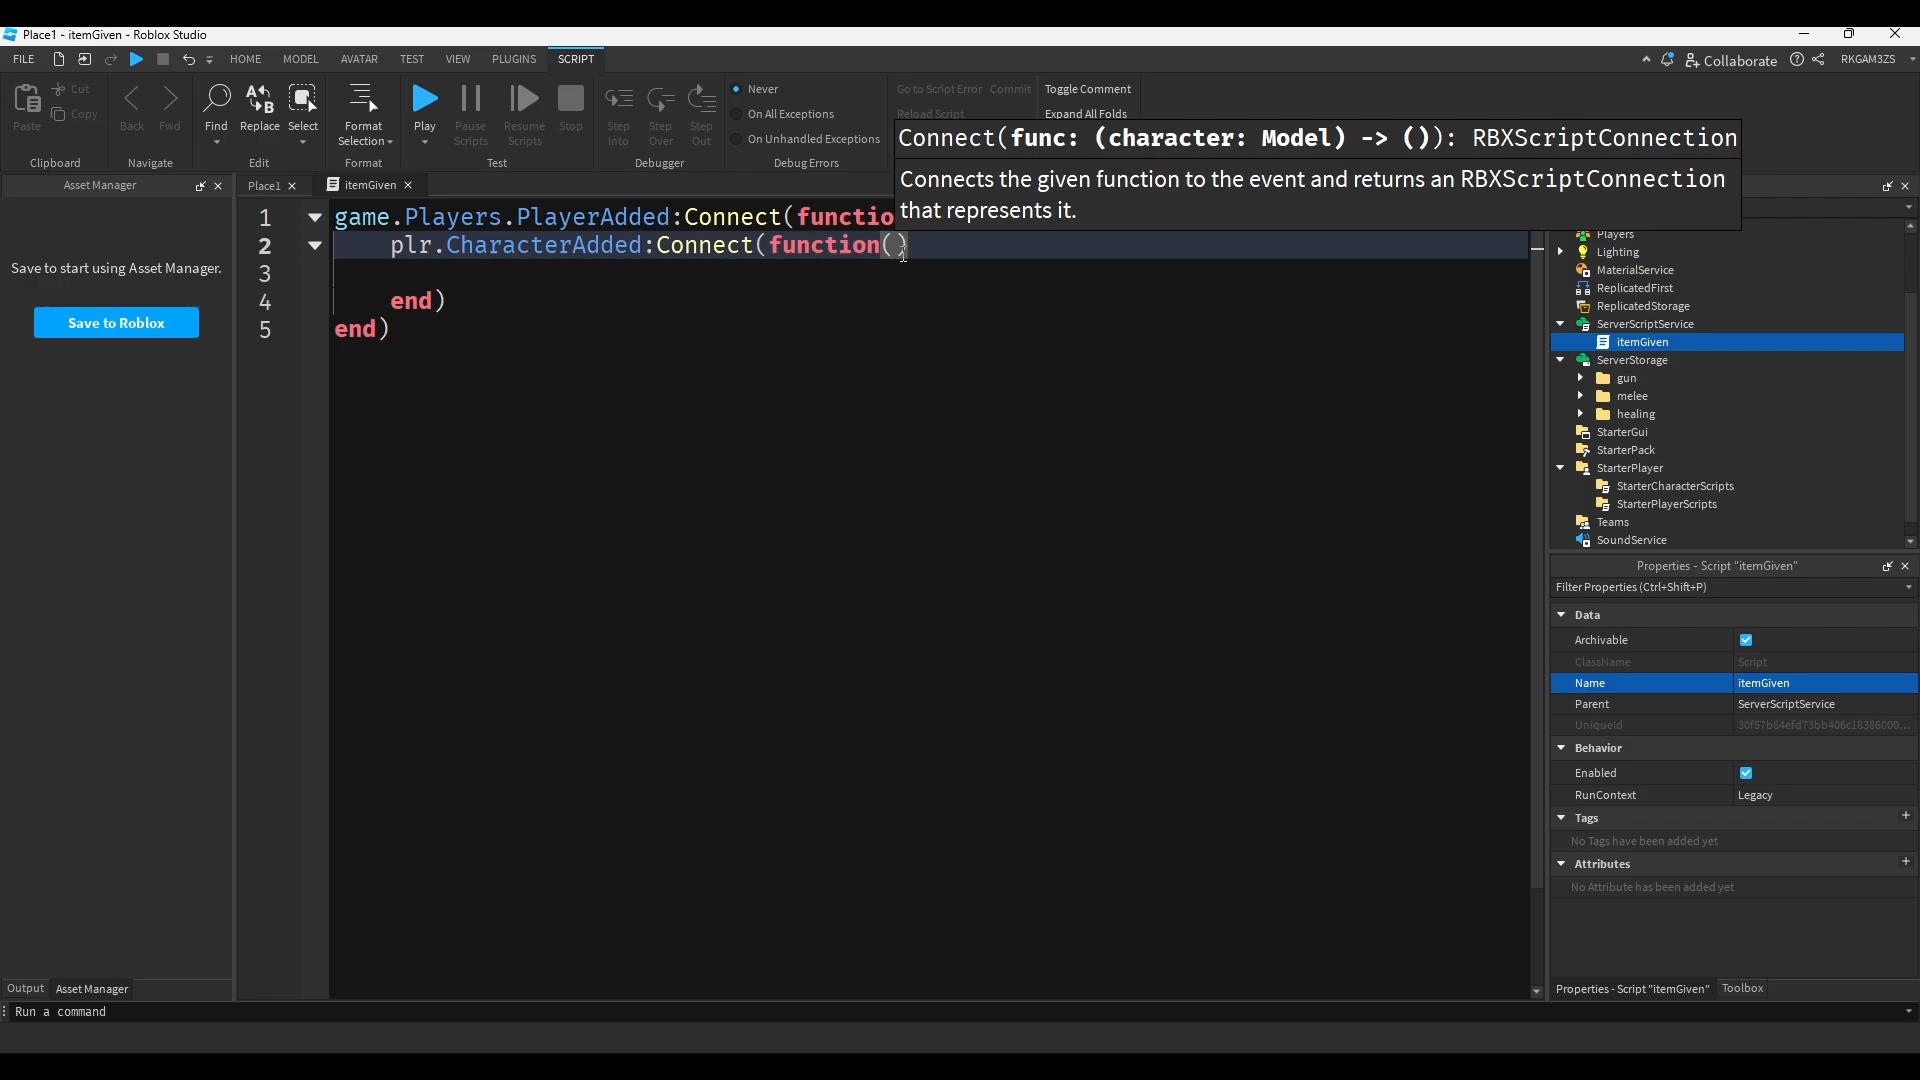 Place1 - itemGiven - Roblox Studio
FILE HOME MODEL AVATAR TEST VIEW PLUGINS SCRIPT Collaborate RKGAM3ZS
Paste Cut Copy
Clipboard
Back Fwd
Navigate
Find Replace Select
Edit
Format Selection
Format
Play Pause Scripts Resume Scripts Stop
Test
Step Into Step Over Step Out
Debugger
Never
On All Exceptions
On Unhandled Exceptions
Debug Errors
Go to Script Error Commit
Reload Script
Toggle Comment
Expand All Folds
Connect(func: (character: Model) -> ()): RBXScriptConnection
Connects the given function to the event and returns an RBXScriptConnection
that represents it.
Asset Manager
Save to start using Asset Manager.
Save to Roblox
Place1 itemGiven
1 game.Players.PlayerAdded:Connect(functio
2 plr.CharacterAdded:Connect(function()
3
4 end)
5 end)
Players
Lighting
MaterialService
ReplicatedFirst
ReplicatedStorage
ServerScriptService
itemGiven
ServerStorage
gun
melee
healing
StarterGui
StarterPack
StarterPlayer
StarterCharacterScripts
StarterPlayerScripts
Teams
SoundService
Properties - Script "itemGiven"
Filter Properties (Ctrl+Shift+P)
Data
Archivable
ClassName Script
Name itemGiven
Parent ServerScriptService
UniqueId 30f57b64efd73bb406c18386000...
Behavior
Enabled
RunContext Legacy
Tags
No Tags have been added yet
Attributes
No Attribute has been added yet
Output Asset Manager
Properties - Script "itemGiven" Toolbox
Run a command